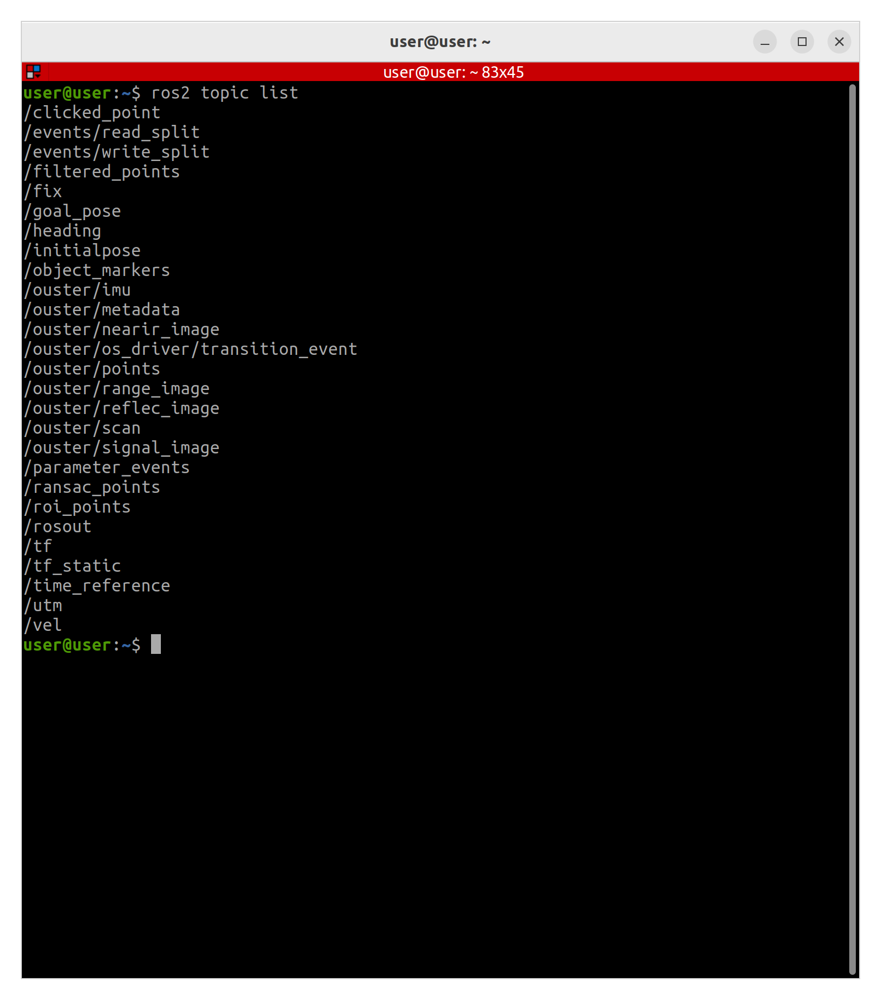 user@user: ~
user@user: ~ 83x45
user@user:~$ ros2 topic list
/clicked_point
/events/read_split
/events/write_split
/filtered_points
/fix
/goal_pose
/heading
/initialpose
/object_markers
/ouster/imu
/ouster/metadata
/ouster/nearir_image
/ouster/os_driver/transition_event
/ouster/points
/ouster/range_image
/ouster/reflec_image
/ouster/scan
/ouster/signal_image
/parameter_events
/ransac_points
/roi_points
/rosout
/tf
/tf_static
/time_reference
/utm
/vel
user@user:~$